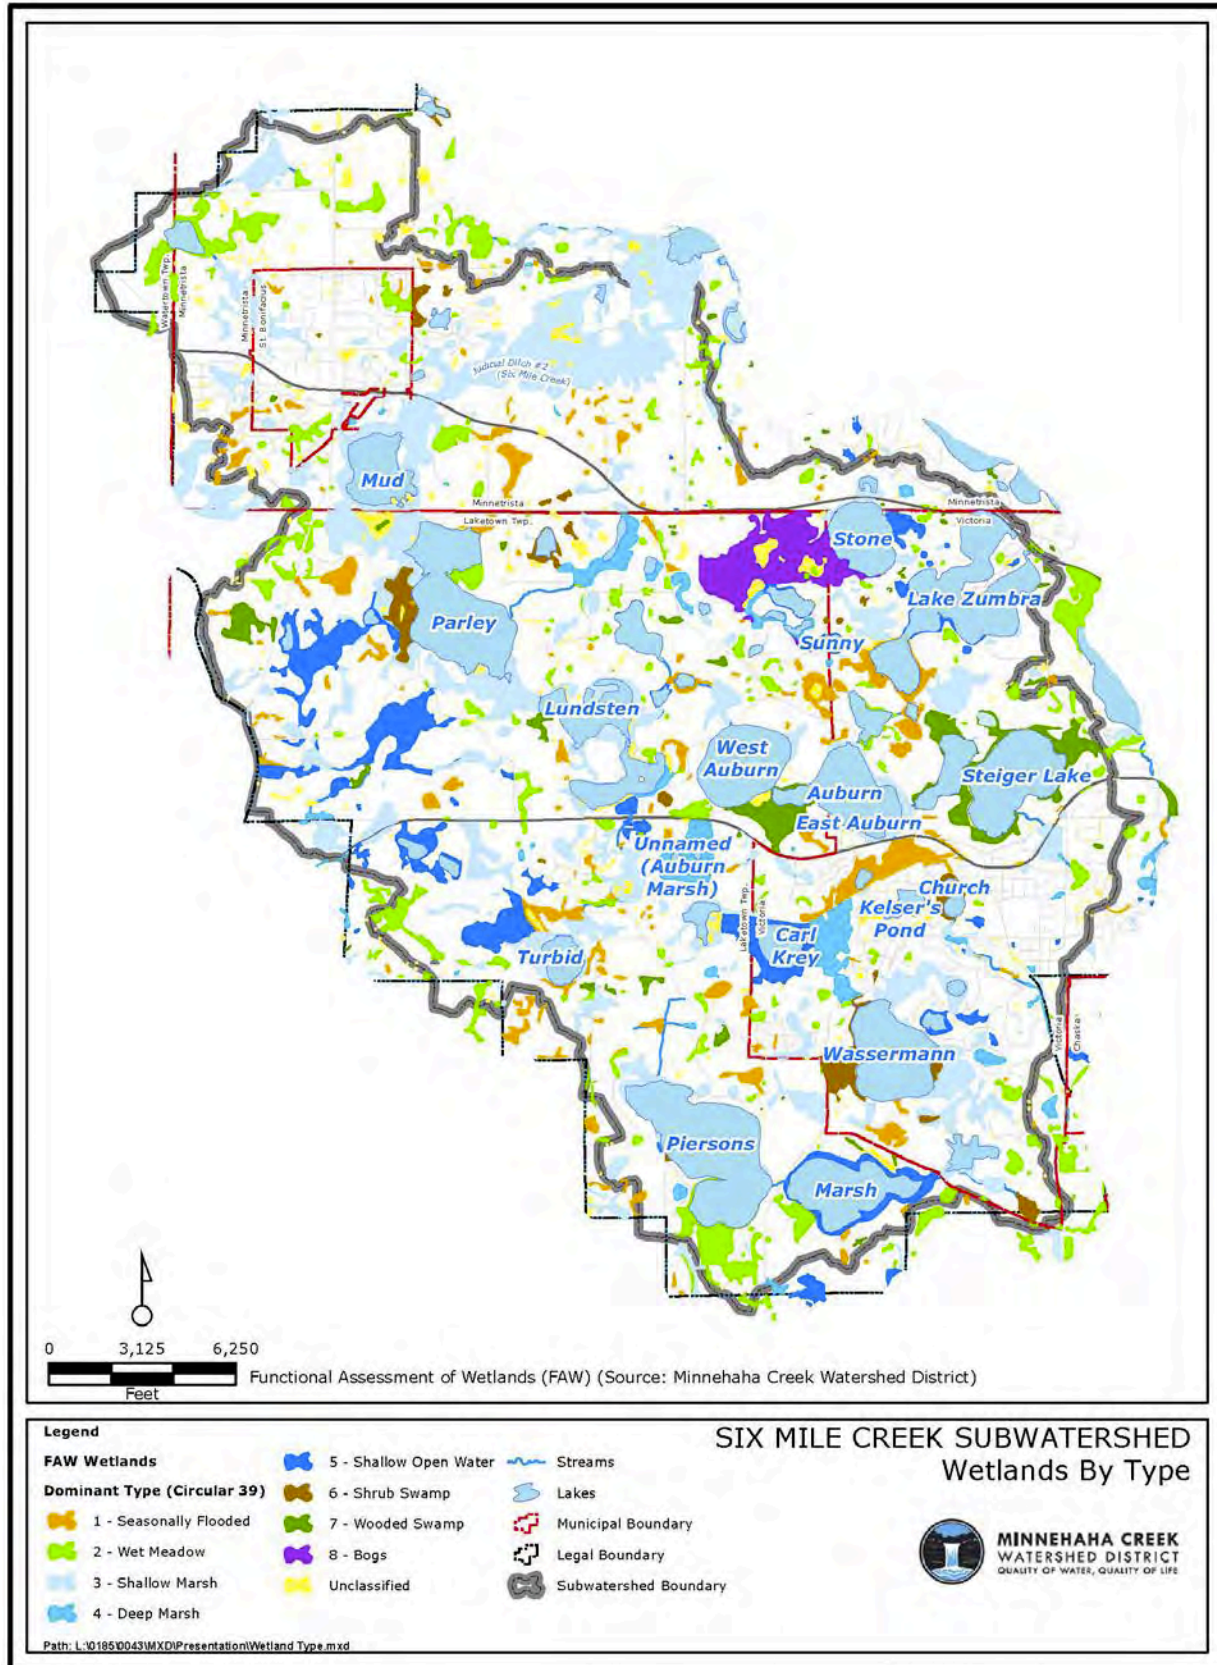 Watertown Twp.
Minnetrista
Minnetrista
St. Bonifacius
Judicial Ditch #2
(Six Mile Creek)
Mud
Minnetrista
Laketown Twp.
Minnetrista
Victoria
Stone
Lake Zumbra
Parley
Sunny
Lundsten
West
Auburn
Steiger Lake
Auburn
East Auburn
Unnamed
(Auburn
Marsh)
Church
Kelser's
Pond
Laketown Twp.
Victoria
Carl
Krey
Turbid
Wassermann
Victoria
Chaska
Piersons
Marsh
0 3,125 6,250
Feet
Functional Assessment of Wetlands (FAW) (Source: Minnehaha Creek Watershed District)
Legend
FAW Wetlands
Dominant Type (Circular 39)
1 - Seasonally Flooded
2 - Wet Meadow
3 - Shallow Marsh
4 - Deep Marsh
5 - Shallow Open Water
6 - Shrub Swamp
7 - Wooded Swamp
8 - Bogs
Unclassified
Streams
Lakes
Municipal Boundary
Legal Boundary
Subwatershed Boundary
SIX MILE CREEK SUBWATERSHED
Wetlands By Type
MINNEHAHA CREEK
WATERSHED DISTRICT
QUALITY OF WATER, QUALITY OF LIFE
Path: L:\0185\0043\MXD\Presentation\Wetland Type.mxd